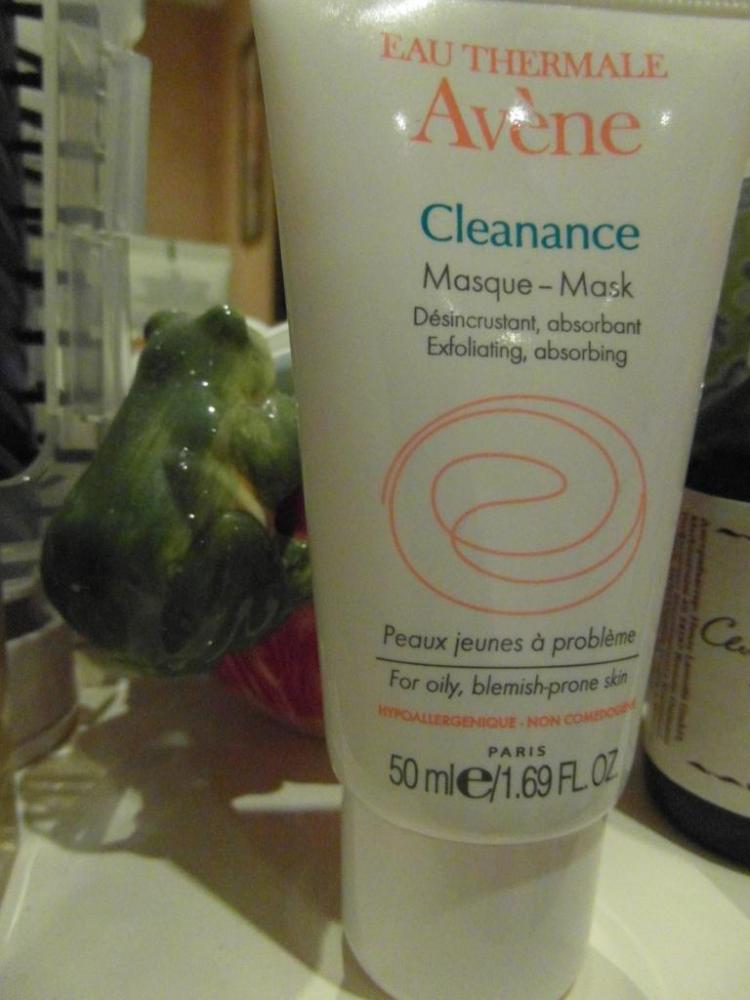 EAU THERMALE
Avène
Cleanance
Masque – Mask
Désincrustant, absorbant
Exfoliating, absorbing
Peaux jeunes à problème
For oily, blemish-prone skin
HYPOALLERGENIQUE - NON COMEDOGENE
PARIS
50 ml e/1.69 FL. OZ.